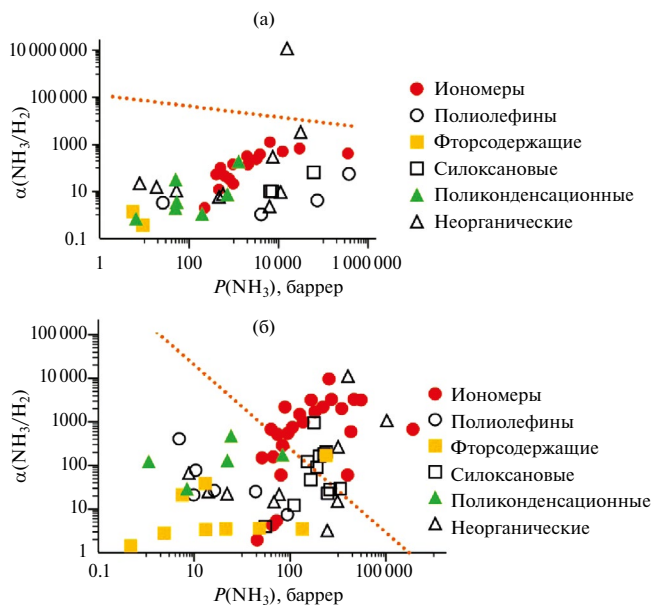 (а)
α(NH3/H2)
10 000 000
100 000
1000
10
0.1
1
100
10 000
1 000 000
P(NH3), баррер
Иономеры
Полиолефины
Фторсодержащие
Силоксановые
Поликонденсационные
Неорганические
(б)
α(NH3/H2)
100 000
10 000
1000
100
10
1
0.1
10
100
100 000
P(NH3), баррер
Иономеры
Полиолефины
Фторсодержащие
Силоксановые
Поликонденсационные
Неорганические